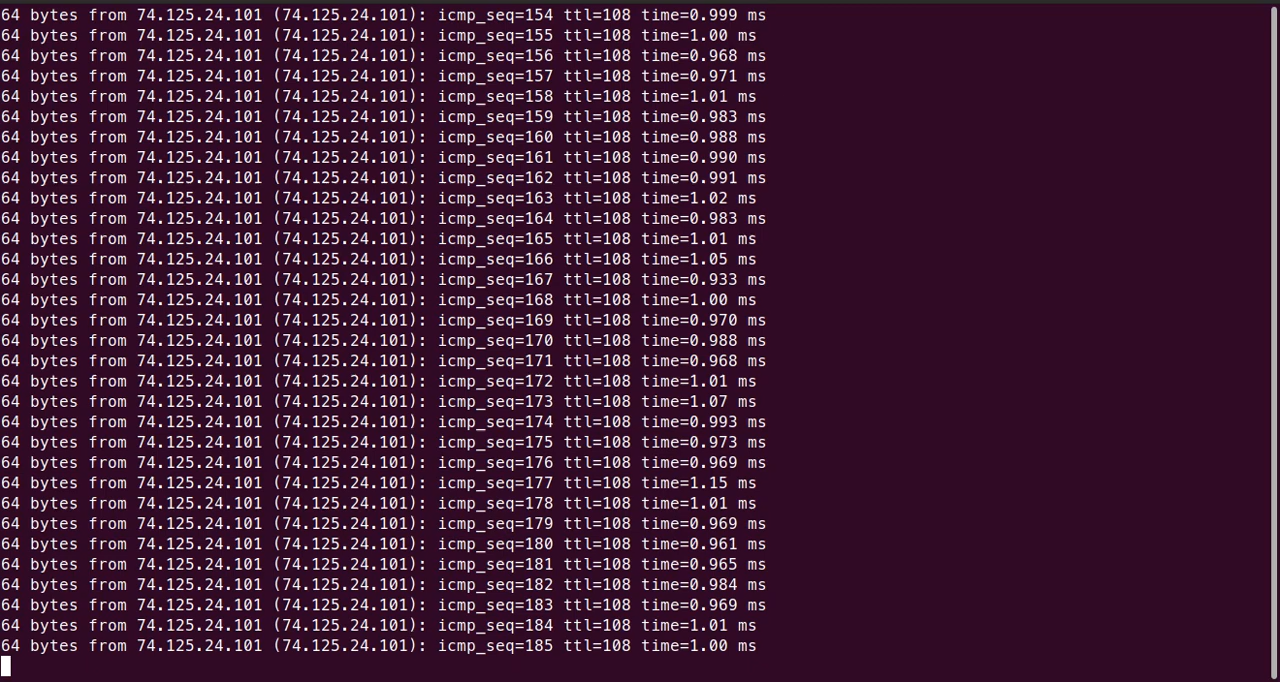 64 bytes from 74.125.24.101 (74.125.24.101): icmp_seq=154 ttl=108 time=0.999 ms
64 bytes from 74.125.24.101 (74.125.24.101): icmp_seq=155 ttl=108 time=1.00 ms
64 bytes from 74.125.24.101 (74.125.24.101): icmp_seq=156 ttl=108 time=0.968 ms
64 bytes from 74.125.24.101 (74.125.24.101): icmp_seq=157 ttl=108 time=0.971 ms
64 bytes from 74.125.24.101 (74.125.24.101): icmp_seq=158 ttl=108 time=1.01 ms
64 bytes from 74.125.24.101 (74.125.24.101): icmp_seq=159 ttl=108 time=0.983 ms
64 bytes from 74.125.24.101 (74.125.24.101): icmp_seq=160 ttl=108 time=0.988 ms
64 bytes from 74.125.24.101 (74.125.24.101): icmp_seq=161 ttl=108 time=0.990 ms
64 bytes from 74.125.24.101 (74.125.24.101): icmp_seq=162 ttl=108 time=0.991 ms
64 bytes from 74.125.24.101 (74.125.24.101): icmp_seq=163 ttl=108 time=1.02 ms
64 bytes from 74.125.24.101 (74.125.24.101): icmp_seq=164 ttl=108 time=0.983 ms
64 bytes from 74.125.24.101 (74.125.24.101): icmp_seq=165 ttl=108 time=1.01 ms
64 bytes from 74.125.24.101 (74.125.24.101): icmp_seq=166 ttl=108 time=1.05 ms
64 bytes from 74.125.24.101 (74.125.24.101): icmp_seq=167 ttl=108 time=0.933 ms
64 bytes from 74.125.24.101 (74.125.24.101): icmp_seq=168 ttl=108 time=1.00 ms
64 bytes from 74.125.24.101 (74.125.24.101): icmp_seq=169 ttl=108 time=0.970 ms
64 bytes from 74.125.24.101 (74.125.24.101): icmp_seq=170 ttl=108 time=0.988 ms
64 bytes from 74.125.24.101 (74.125.24.101): icmp_seq=171 ttl=108 time=0.968 ms
64 bytes from 74.125.24.101 (74.125.24.101): icmp_seq=172 ttl=108 time=1.01 ms
64 bytes from 74.125.24.101 (74.125.24.101): icmp_seq=173 ttl=108 time=1.07 ms
64 bytes from 74.125.24.101 (74.125.24.101): icmp_seq=174 ttl=108 time=0.993 ms
64 bytes from 74.125.24.101 (74.125.24.101): icmp_seq=175 ttl=108 time=0.973 ms
64 bytes from 74.125.24.101 (74.125.24.101): icmp_seq=176 ttl=108 time=0.969 ms
64 bytes from 74.125.24.101 (74.125.24.101): icmp_seq=177 ttl=108 time=1.15 ms
64 bytes from 74.125.24.101 (74.125.24.101): icmp_seq=178 ttl=108 time=1.01 ms
64 bytes from 74.125.24.101 (74.125.24.101): icmp_seq=179 ttl=108 time=0.969 ms
64 bytes from 74.125.24.101 (74.125.24.101): icmp_seq=180 ttl=108 time=0.961 ms
64 bytes from 74.125.24.101 (74.125.24.101): icmp_seq=181 ttl=108 time=0.965 ms
64 bytes from 74.125.24.101 (74.125.24.101): icmp_seq=182 ttl=108 time=0.984 ms
64 bytes from 74.125.24.101 (74.125.24.101): icmp_seq=183 ttl=108 time=0.969 ms
64 bytes from 74.125.24.101 (74.125.24.101): icmp_seq=184 ttl=108 time=1.01 ms
64 bytes from 74.125.24.101 (74.125.24.101): icmp_seq=185 ttl=108 time=1.00 ms